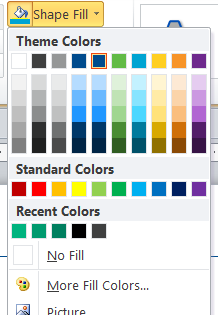 Shape Fill
Theme Colors
Standard Colors
Recent Colors
No Fill
More Fill Colors...
Picture